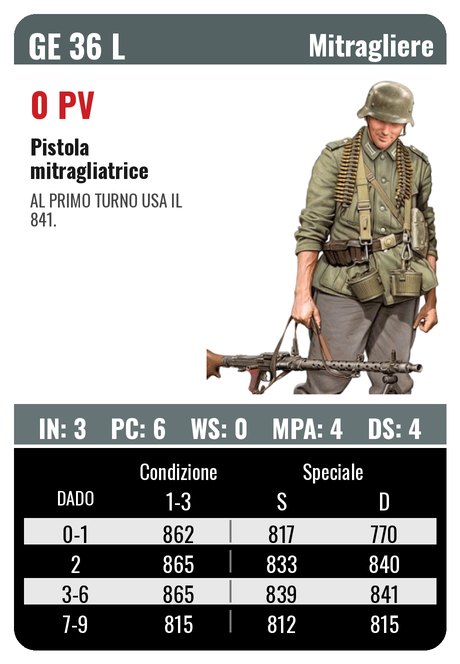 GE 36 L Mitragliere
0 PV
Pistola
mitragliatrice
AL PRIMO TURNO USA IL
841.
IN: 3 PC: 6 WS: 0 MPA: 4 DS: 4
Condizione Speciale
DADO 1-3 S D
0-1 862 817 770
2 865 833 840
3-6 865 839 841
7-9 815 812 815